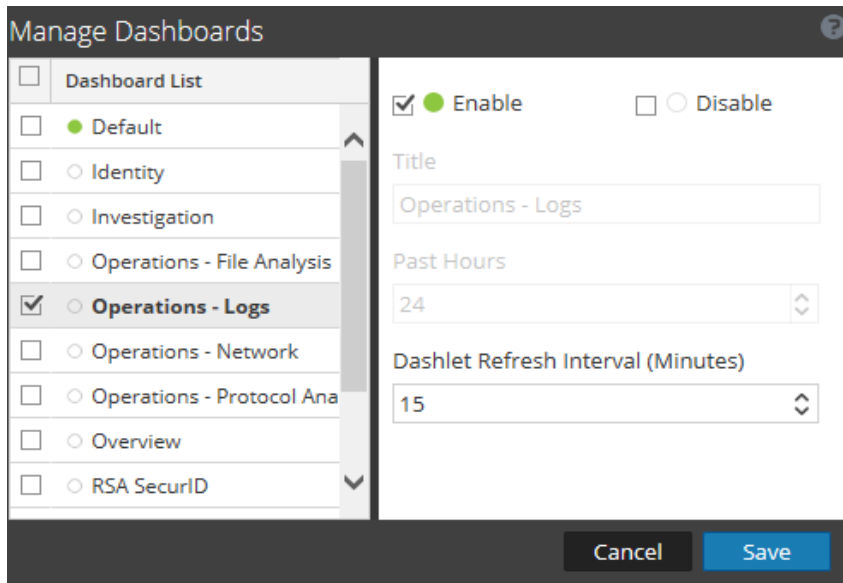 Manage Dashboards
?
Dashboard List
Default
Identity
Investigation
Operations - File Analysis
Operations - Logs
Operations - Network
Operations - Protocol Ana
Overview
RSA SecurID
Enable
Disable
Title
Operations - Logs
Past Hours
24
Dashlet Refresh Interval (Minutes)
15
Cancel
Save